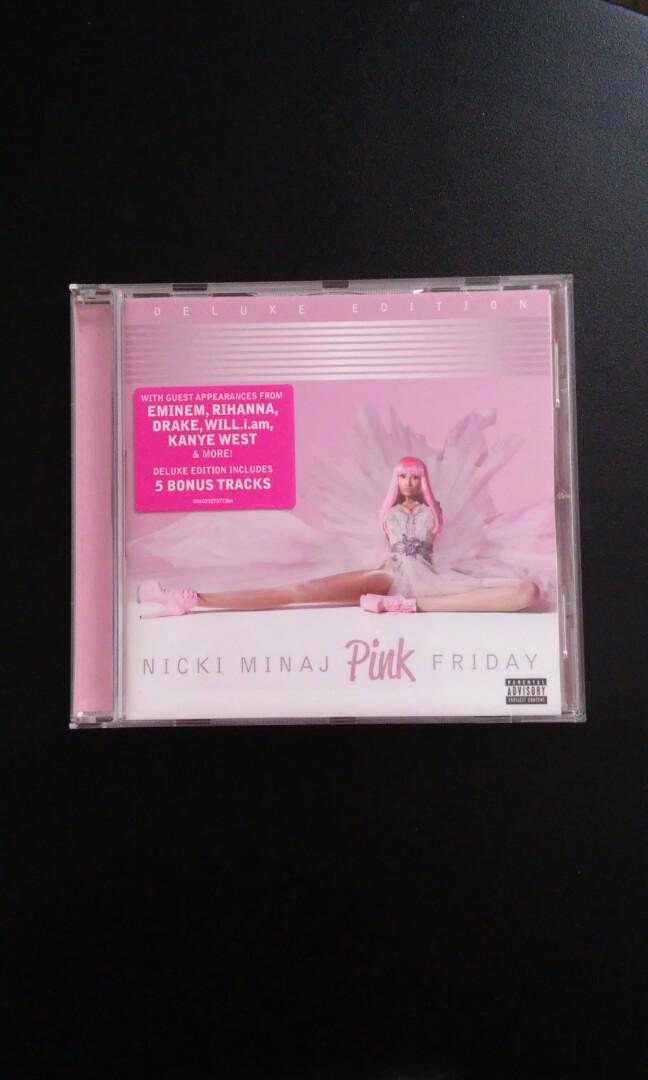 DELUXE EDITION
WITH GUEST APPEARANCES FROM
EMINEM, RIHANNA,
DRAKE, WILL.i.am,
KANYE WEST
& MORE!
DELUXE EDITION INCLUDES
5 BONUS TRACKS
NICKI MINAJ Pink FRIDAY
PARENTAL
ADVISORY
EXPLICIT CONTENT